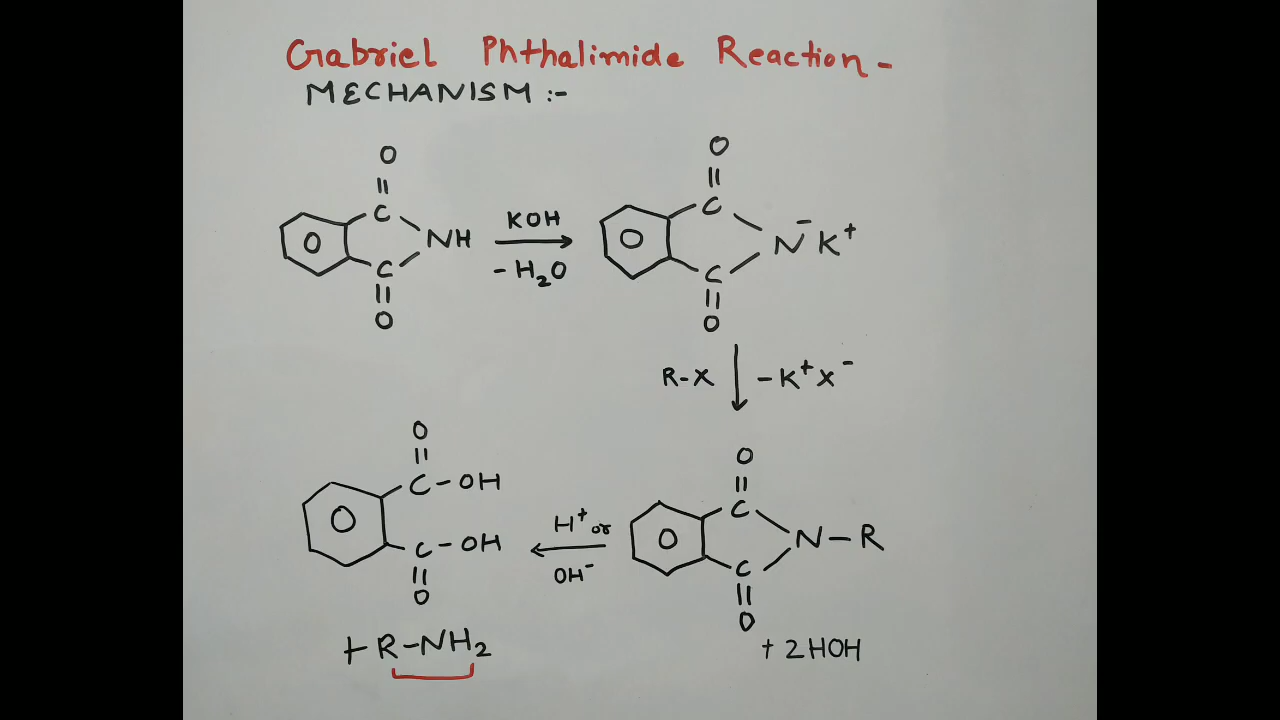 Gabriel Phthalimide Reaction -
MECHANISM :-
O
||
C
NH
C
||
O
KOH
- H₂O
O
||
C
N⁻K⁺
C
||
O
R-X
-K⁺X⁻
O
||
C
N-R
C
||
O
+ 2HOH
H⁺ or
OH⁻
O
||
C-OH
C-OH
||
O
+ R-NH₂